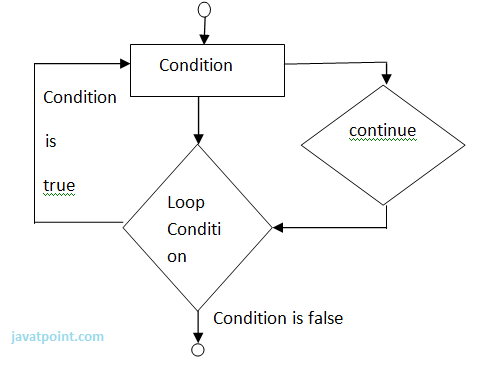 Condition
Condition
is
true
continue
Loop
Conditi
on
Condition is false
javatpoint.com